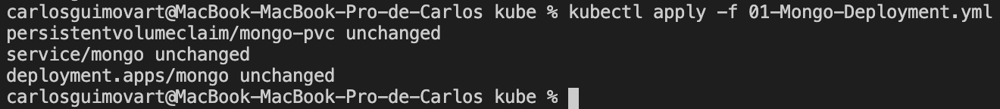 carlosguimovart@MacBook-MacBook-Pro-de-Carlos kube % kubectl apply -f 01-Mongo-Deployment.yml
persistentvolumeclaim/mongo-pvc unchanged
service/mongo unchanged
deployment.apps/mongo unchanged
carlosguimovart@MacBook-MacBook-Pro-de-Carlos kube %